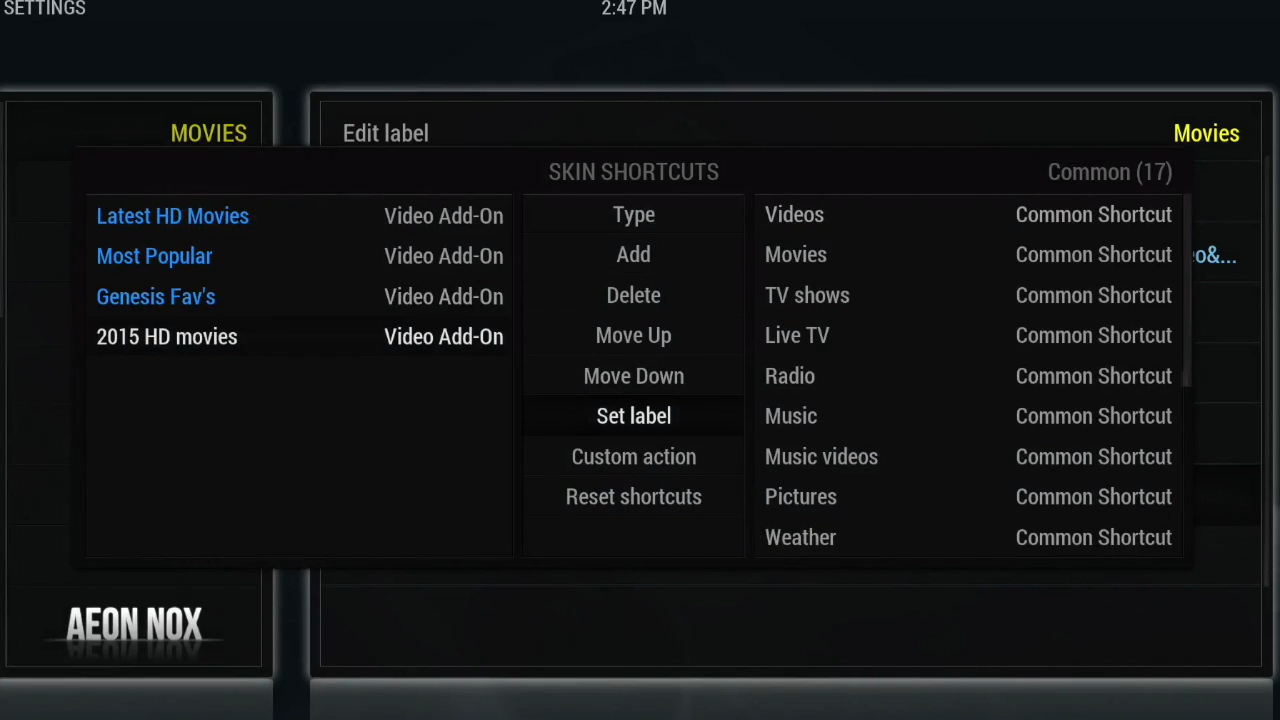 SETTINGS 2:47 PM
MOVIES Edit label Movies
SKIN SHORTCUTS Common (17)
Latest HD Movies Video Add-On Type Videos Common Shortcut
Most Popular Video Add-On Add Movies Common Shortcut
Genesis Fav's Video Add-On Delete TV shows Common Shortcut
2015 HD movies Video Add-On Move Up Live TV Common Shortcut
Move Down Radio Common Shortcut
Set label Music Common Shortcut
Custom action Music videos Common Shortcut
Reset shortcuts Pictures Common Shortcut
Weather Common Shortcut
AEON NOX